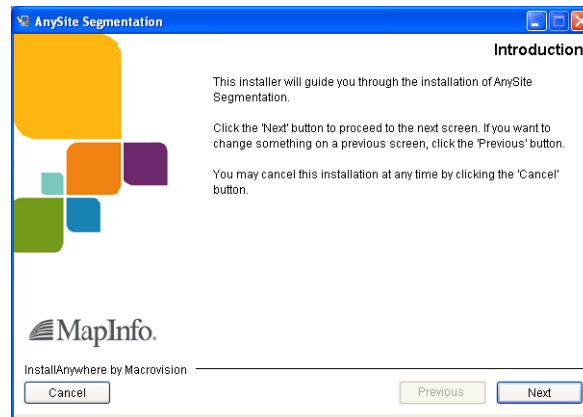 AnySite Segmentation
Introduction
This installer will guide you through the installation of AnySite
Segmentation.
Click the 'Next' button to proceed to the next screen. If you want to
change something on a previous screen, click the 'Previous' button.
You may cancel this installation at any time by clicking the 'Cancel'
button.
MapInfo.
InstallAnywhere by Macrovision
Cancel
Previous
Next